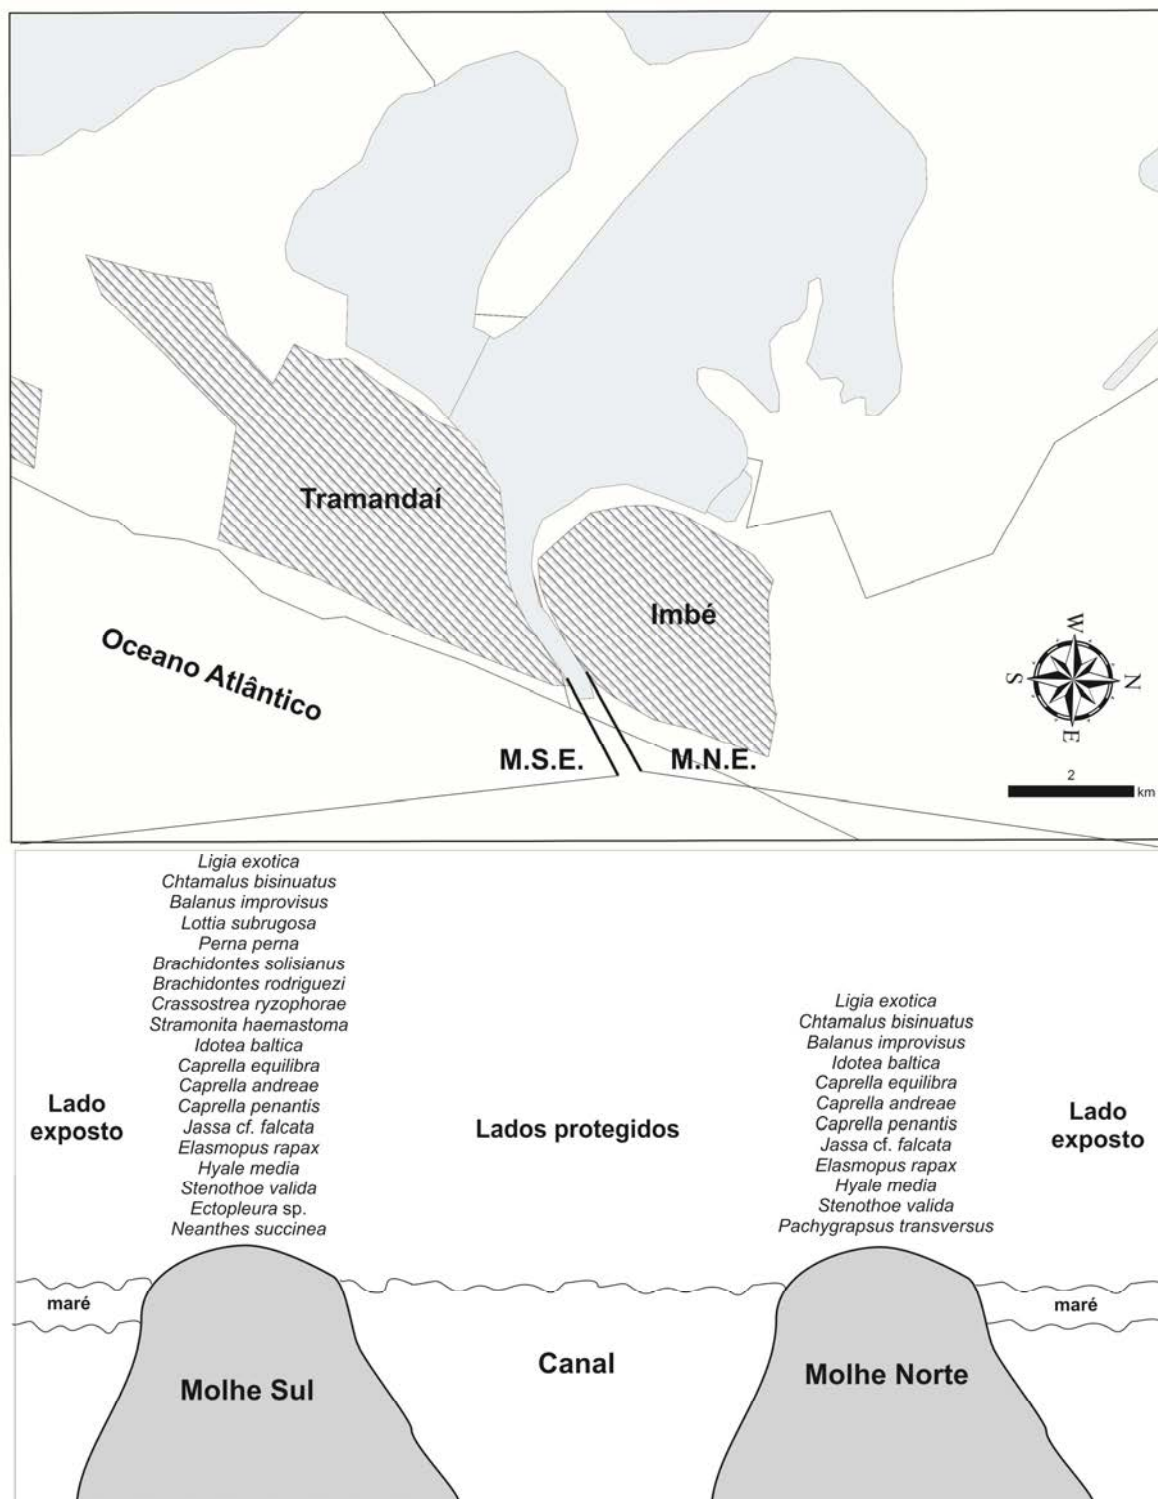 Tramandaí
Imbé
Oceano Atlântico
W
S
N
E
M.S.E.
M.N.E.
2
km
Ligia exotica
Chtamalus bisinuatus
Balanus improvisus
Lottia subrugosa
Perna perna
Brachidontes solisianus
Brachidontes rodriguezi
Crassostrea ryzophorae
Stramonita haemastoma
Idotea baltica
Caprella equilibra
Caprella andreae
Caprella penantis
Jassa cf. falcata
Elasmopus rapax
Hyale media
Stenothoe valida
Ectopleura sp.
Neanthes succinea
Lado
exposto
Lados protegidos
Ligia exotica
Chtamalus bisinuatus
Balanus improvisus
Idotea baltica
Caprella equilibra
Caprella andreae
Caprella penantis
Jassa cf. falcata
Elasmopus rapax
Hyale media
Stenothoe valida
Pachygrapsus transversus
Lado
exposto
maré
maré
Canal
Molhe Sul
Molhe Norte